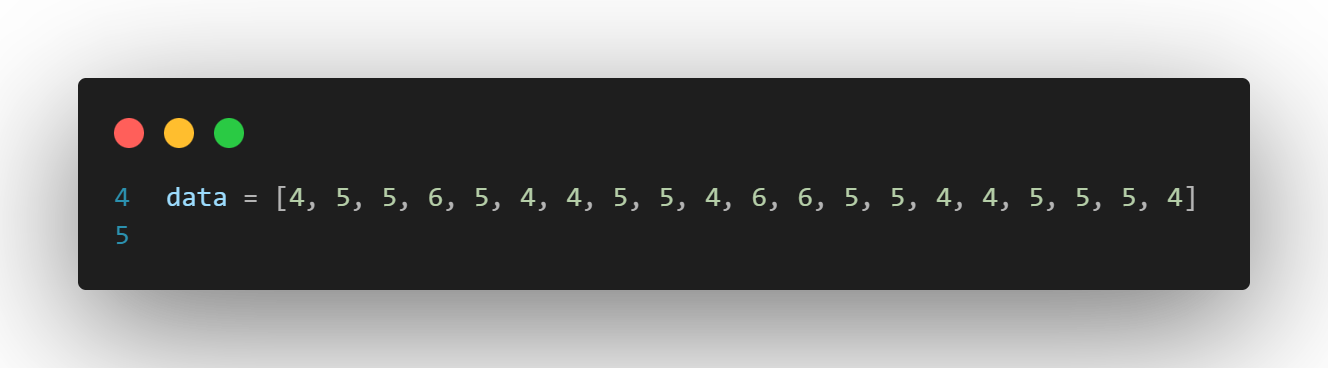 4 data = [4, 5, 5, 6, 5, 4, 4, 5, 5, 4, 6, 6, 5, 5, 4, 4, 5, 5, 5, 4]
5